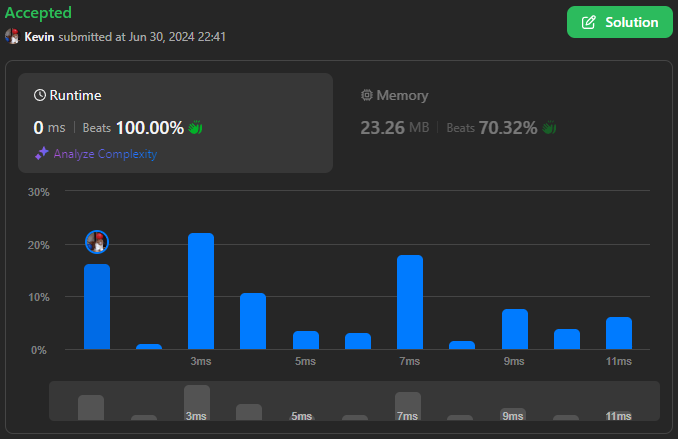 Accepted
Kevin submitted at Jun 30, 2024 22:41
Solution
Runtime
0 ms | Beats 100.00%
Analyze Complexity
Memory
23.26 MB | Beats 70.32%
30%
20%
10%
0%
3ms 5ms 7ms 9ms 11ms
3ms 5ms 7ms 9ms 11ms